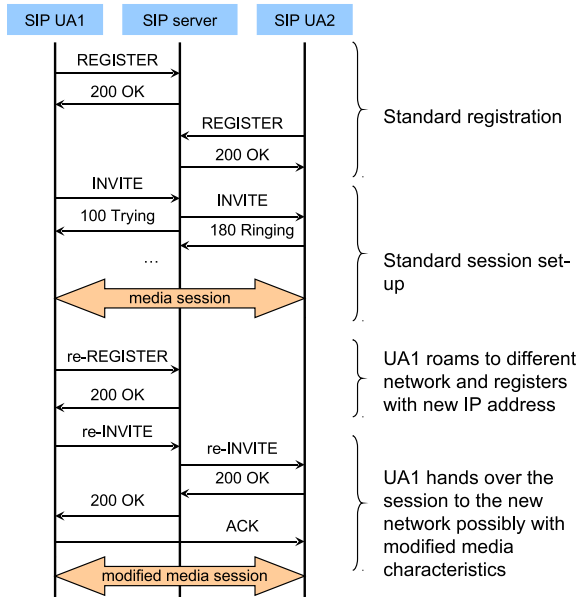 SIP UA1
SIP server
SIP UA2
REGISTER
200 OK
REGISTER
200 OK
Standard registration
INVITE
INVITE
100 Trying
180 Ringing
...
media session
Standard session set-
up
re-REGISTER
200 OK
UA1 roams to different
network and registers
with new IP address
re-INVITE
re-INVITE
200 OK
200 OK
ACK
modified media session
UA1 hands over the
session to the new
network possibly with
modified media
characteristics